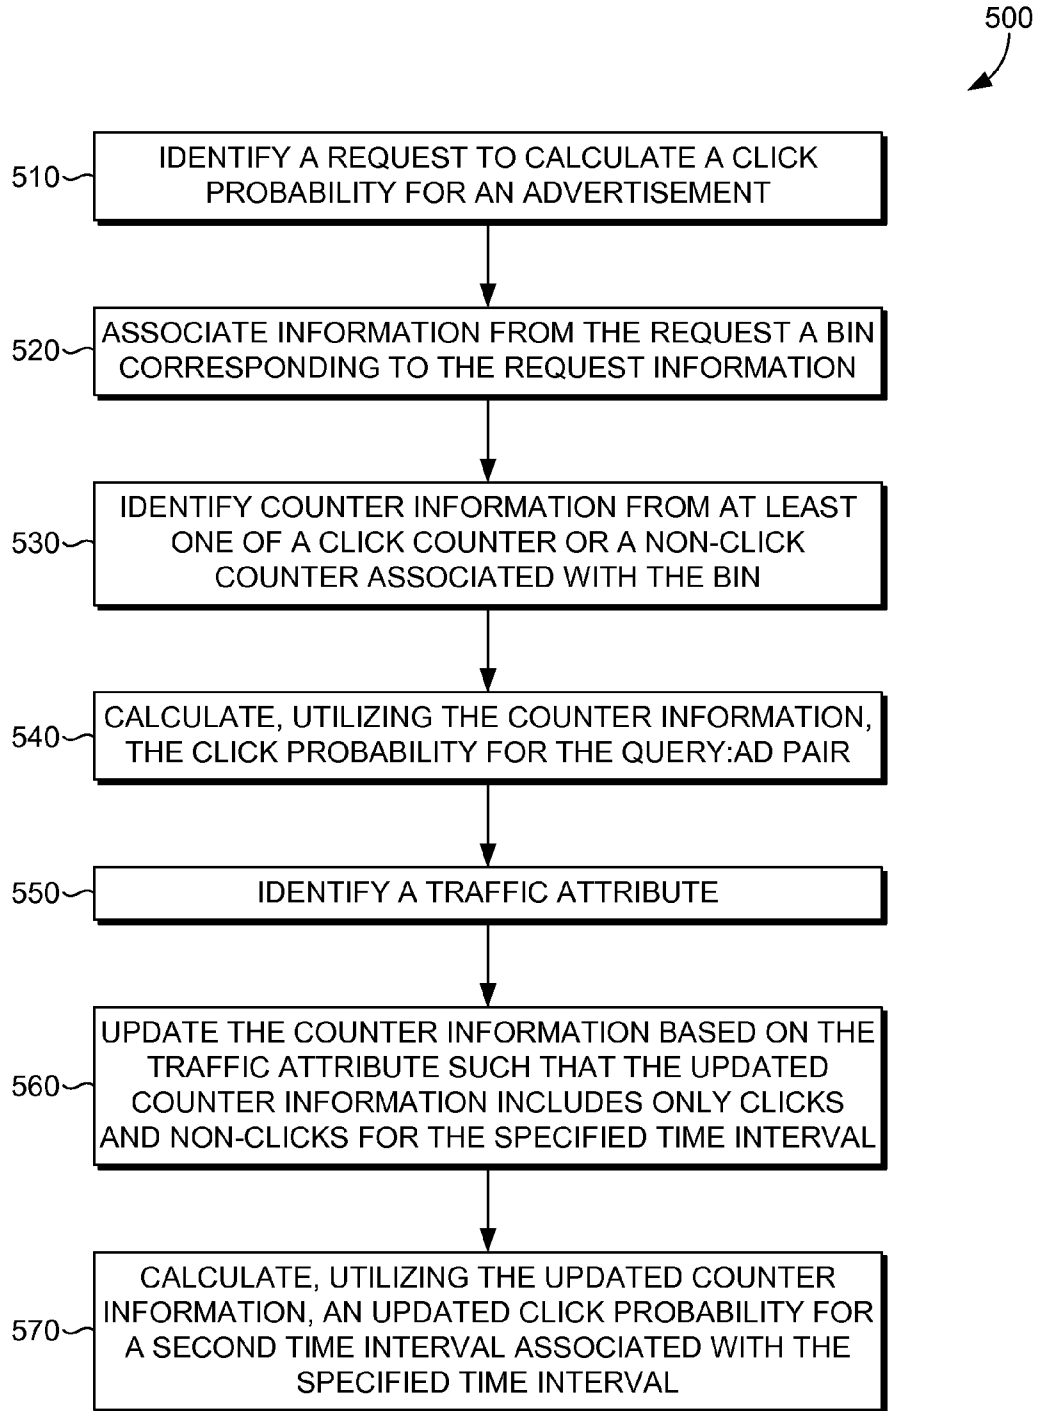 500
510
IDENTIFY A REQUEST TO CALCULATE A CLICK
PROBABILITY FOR AN ADVERTISEMENT
520
ASSOCIATE INFORMATION FROM THE REQUEST A BIN
CORRESPONDING TO THE REQUEST INFORMATION
530
IDENTIFY COUNTER INFORMATION FROM AT LEAST
ONE OF A CLICK COUNTER OR A NON-CLICK
COUNTER ASSOCIATED WITH THE BIN
540
CALCULATE, UTILIZING THE COUNTER INFORMATION,
THE CLICK PROBABILITY FOR THE QUERY:AD PAIR
550
IDENTIFY A TRAFFIC ATTRIBUTE
560
UPDATE THE COUNTER INFORMATION BASED ON THE
TRAFFIC ATTRIBUTE SUCH THAT THE UPDATED
COUNTER INFORMATION INCLUDES ONLY CLICKS
AND NON-CLICKS FOR THE SPECIFIED TIME INTERVAL
570
CALCULATE, UTILIZING THE UPDATED COUNTER
INFORMATION, AN UPDATED CLICK PROBABILITY FOR
A SECOND TIME INTERVAL ASSOCIATED WITH THE
SPECIFIED TIME INTERVAL